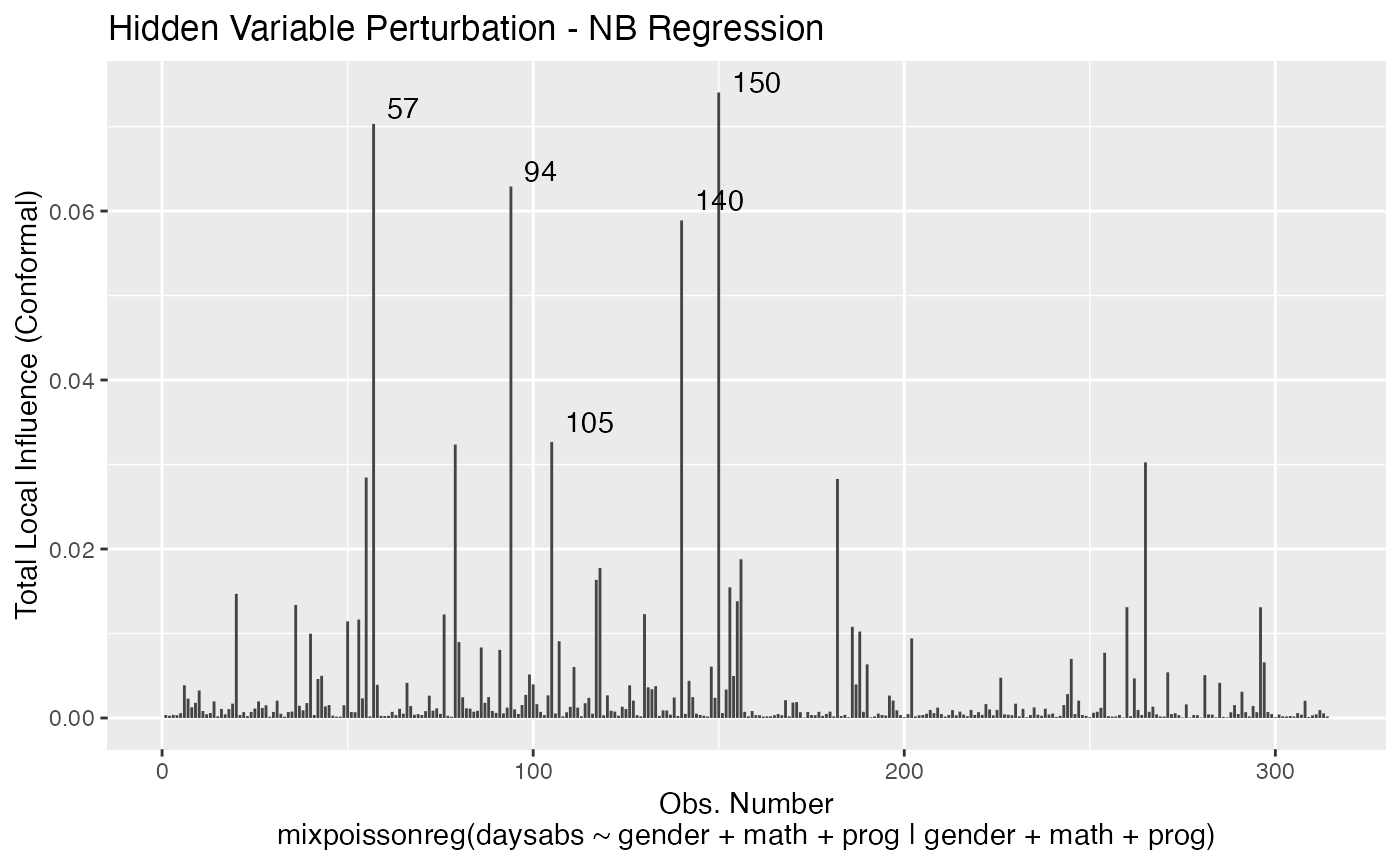 Hidden Variable Perturbation - NB Regression
150
57
94
140
0.06
0.04
105
0.02
0.00
Total Local Influence (Conformal)
0 100 200 300
Obs. Number
mixpoissonreg(daysabs ~ gender + math + prog | gender + math + prog)